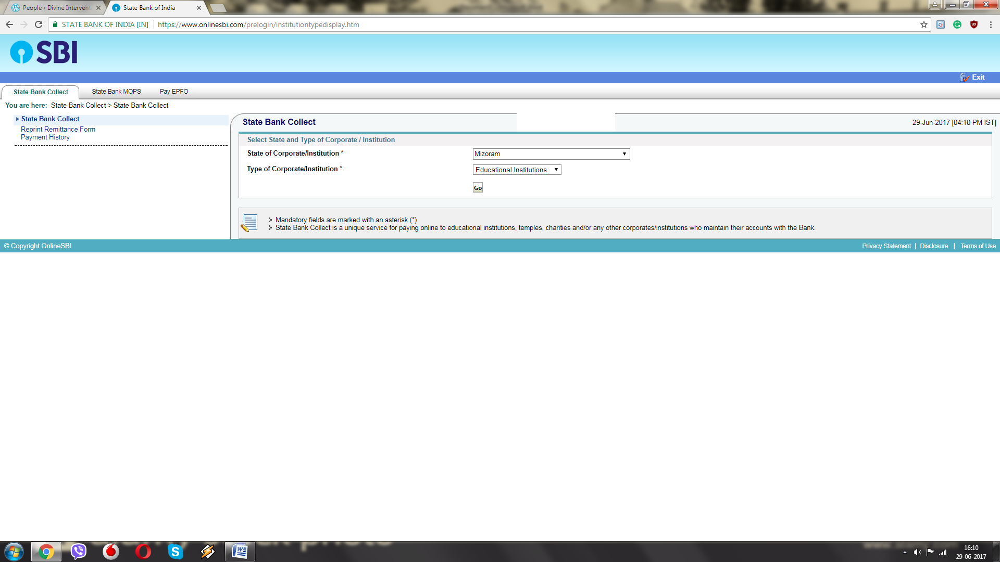 People ‹ Divine Intervent
State Bank of India
STATE BANK OF INDIA [IN]
https://www.onlinesbi.com/prelogin/institutiontypedisplay.htm
SBI
Exit
State Bank Collect
State Bank MOPS
Pay EPFO
You are here: State Bank Collect > State Bank Collect
State Bank Collect
Reprint Remittance Form
Payment History
State Bank Collect
29-Jun-2017 [04:10 PM IST]
Select State and Type of Corporate / Institution
State of Corporate/Institution *
Mizoram
Type of Corporate/Institution *
Educational Institutions
Go
Mandatory fields are marked with an asterisk (*)
State Bank Collect is a unique service for paying online to educational institutions, temples, charities and/or any other corporates/institutions who maintain their accounts with the Bank.
© Copyright OnlineSBI
Privacy Statement | Disclosure | Terms of Use
16:10
29-06-2017